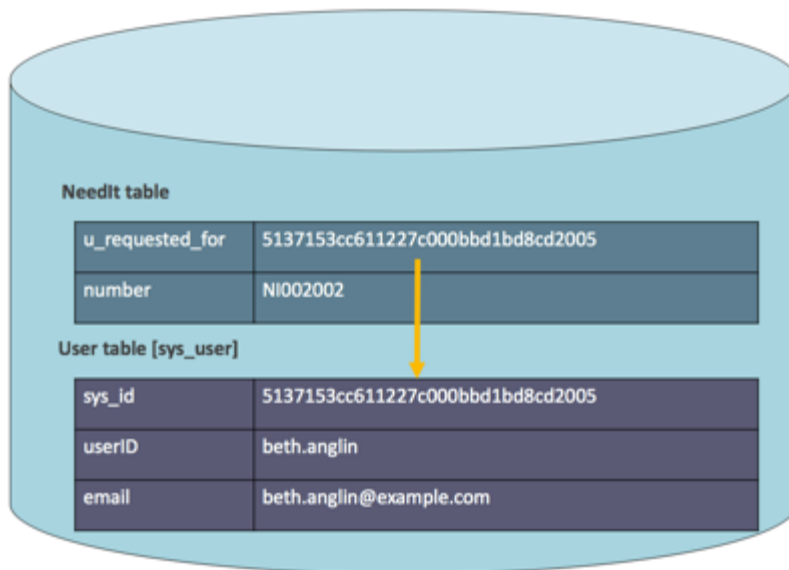 NeedIt table
u_requested_for 5137153cc611227c000bbd1bd8cd2005
number NI002002
User table [sys_user]
sys_id 5137153cc611227c000bbd1bd8cd2005
userID beth.anglin
email beth.anglin@example.com